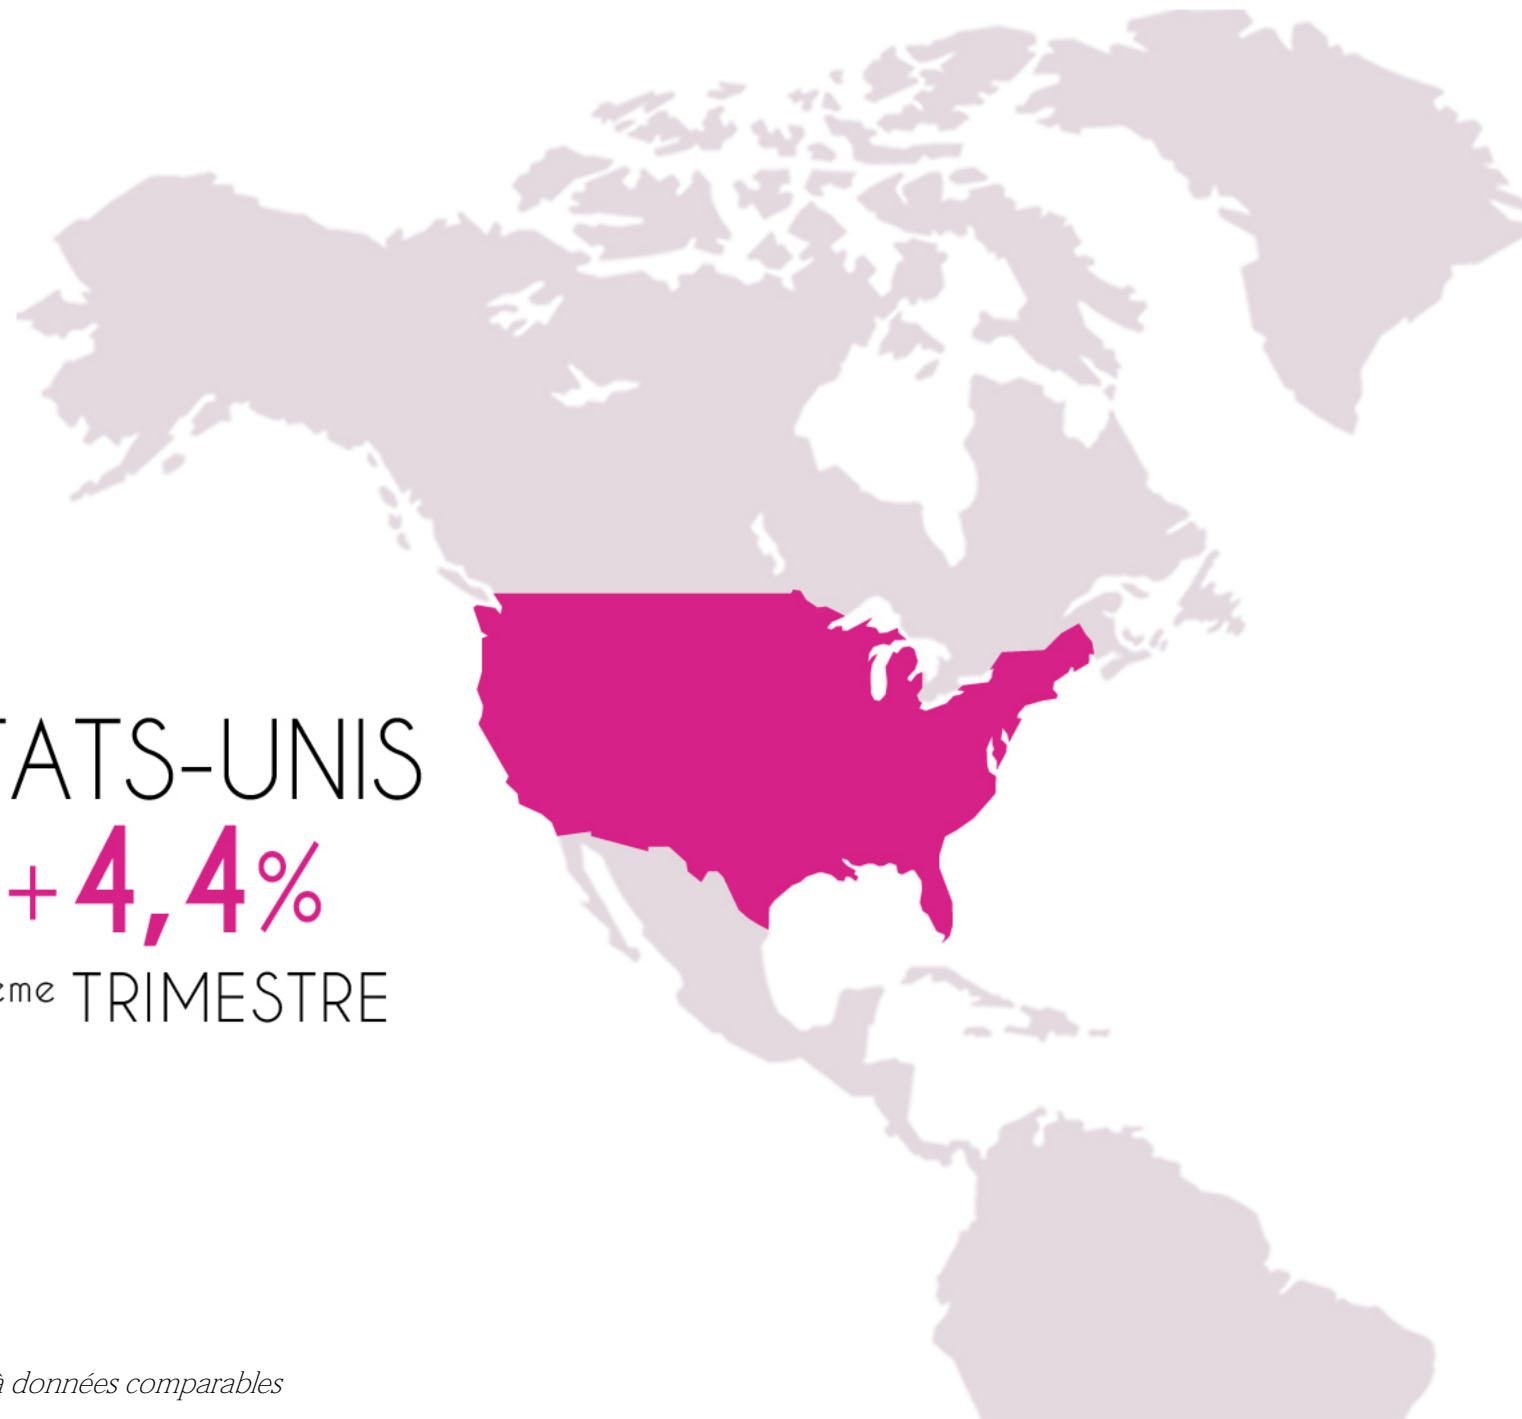 TATS-UNIS
+4,4%
ème TRIMESTRE
à données comparables